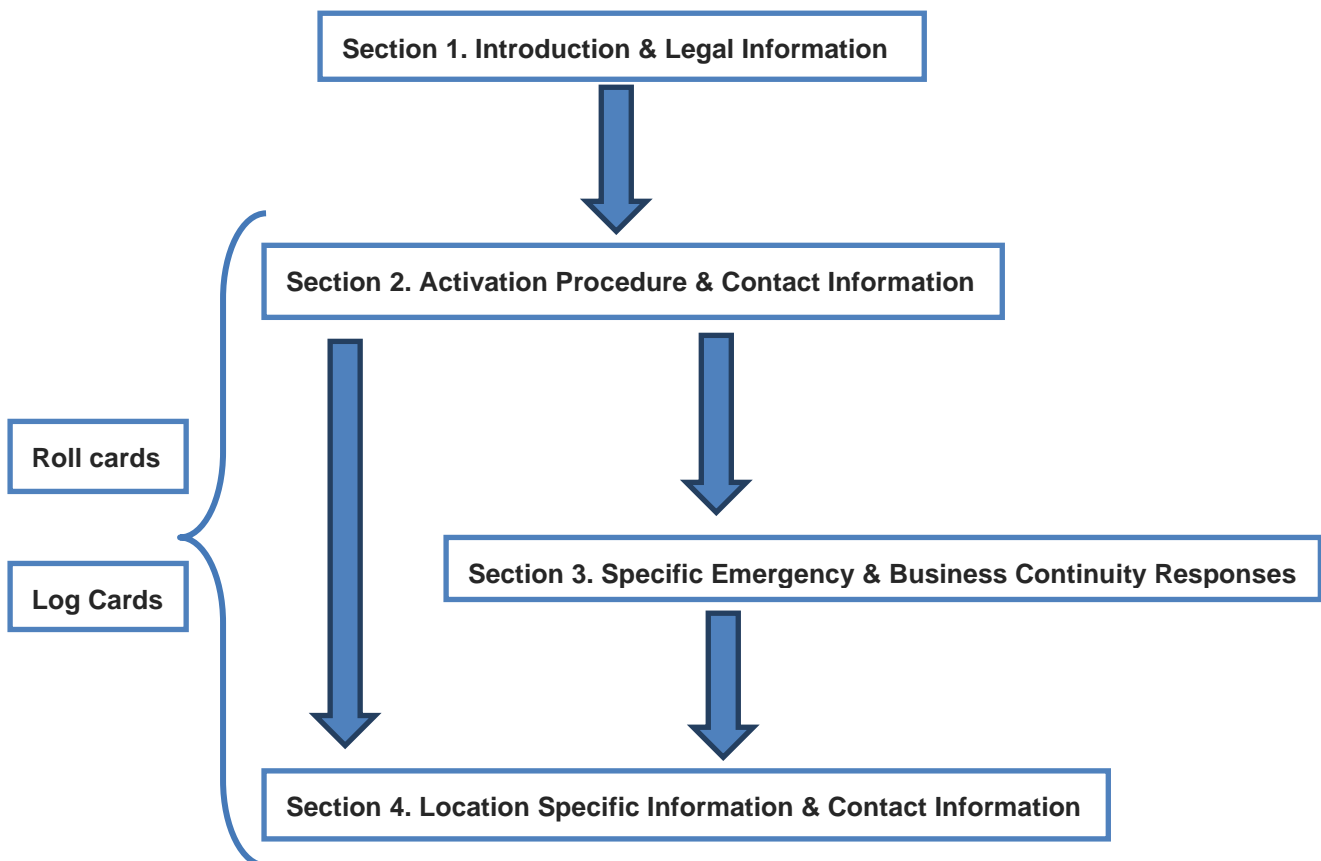 Section 1. Introduction & Legal Information
Section 2. Activation Procedure & Contact Information
Roll cards
Section 3. Specific Emergency & Business Continuity Responses
Log Cards
Section 4. Location Specific Information & Contact Information